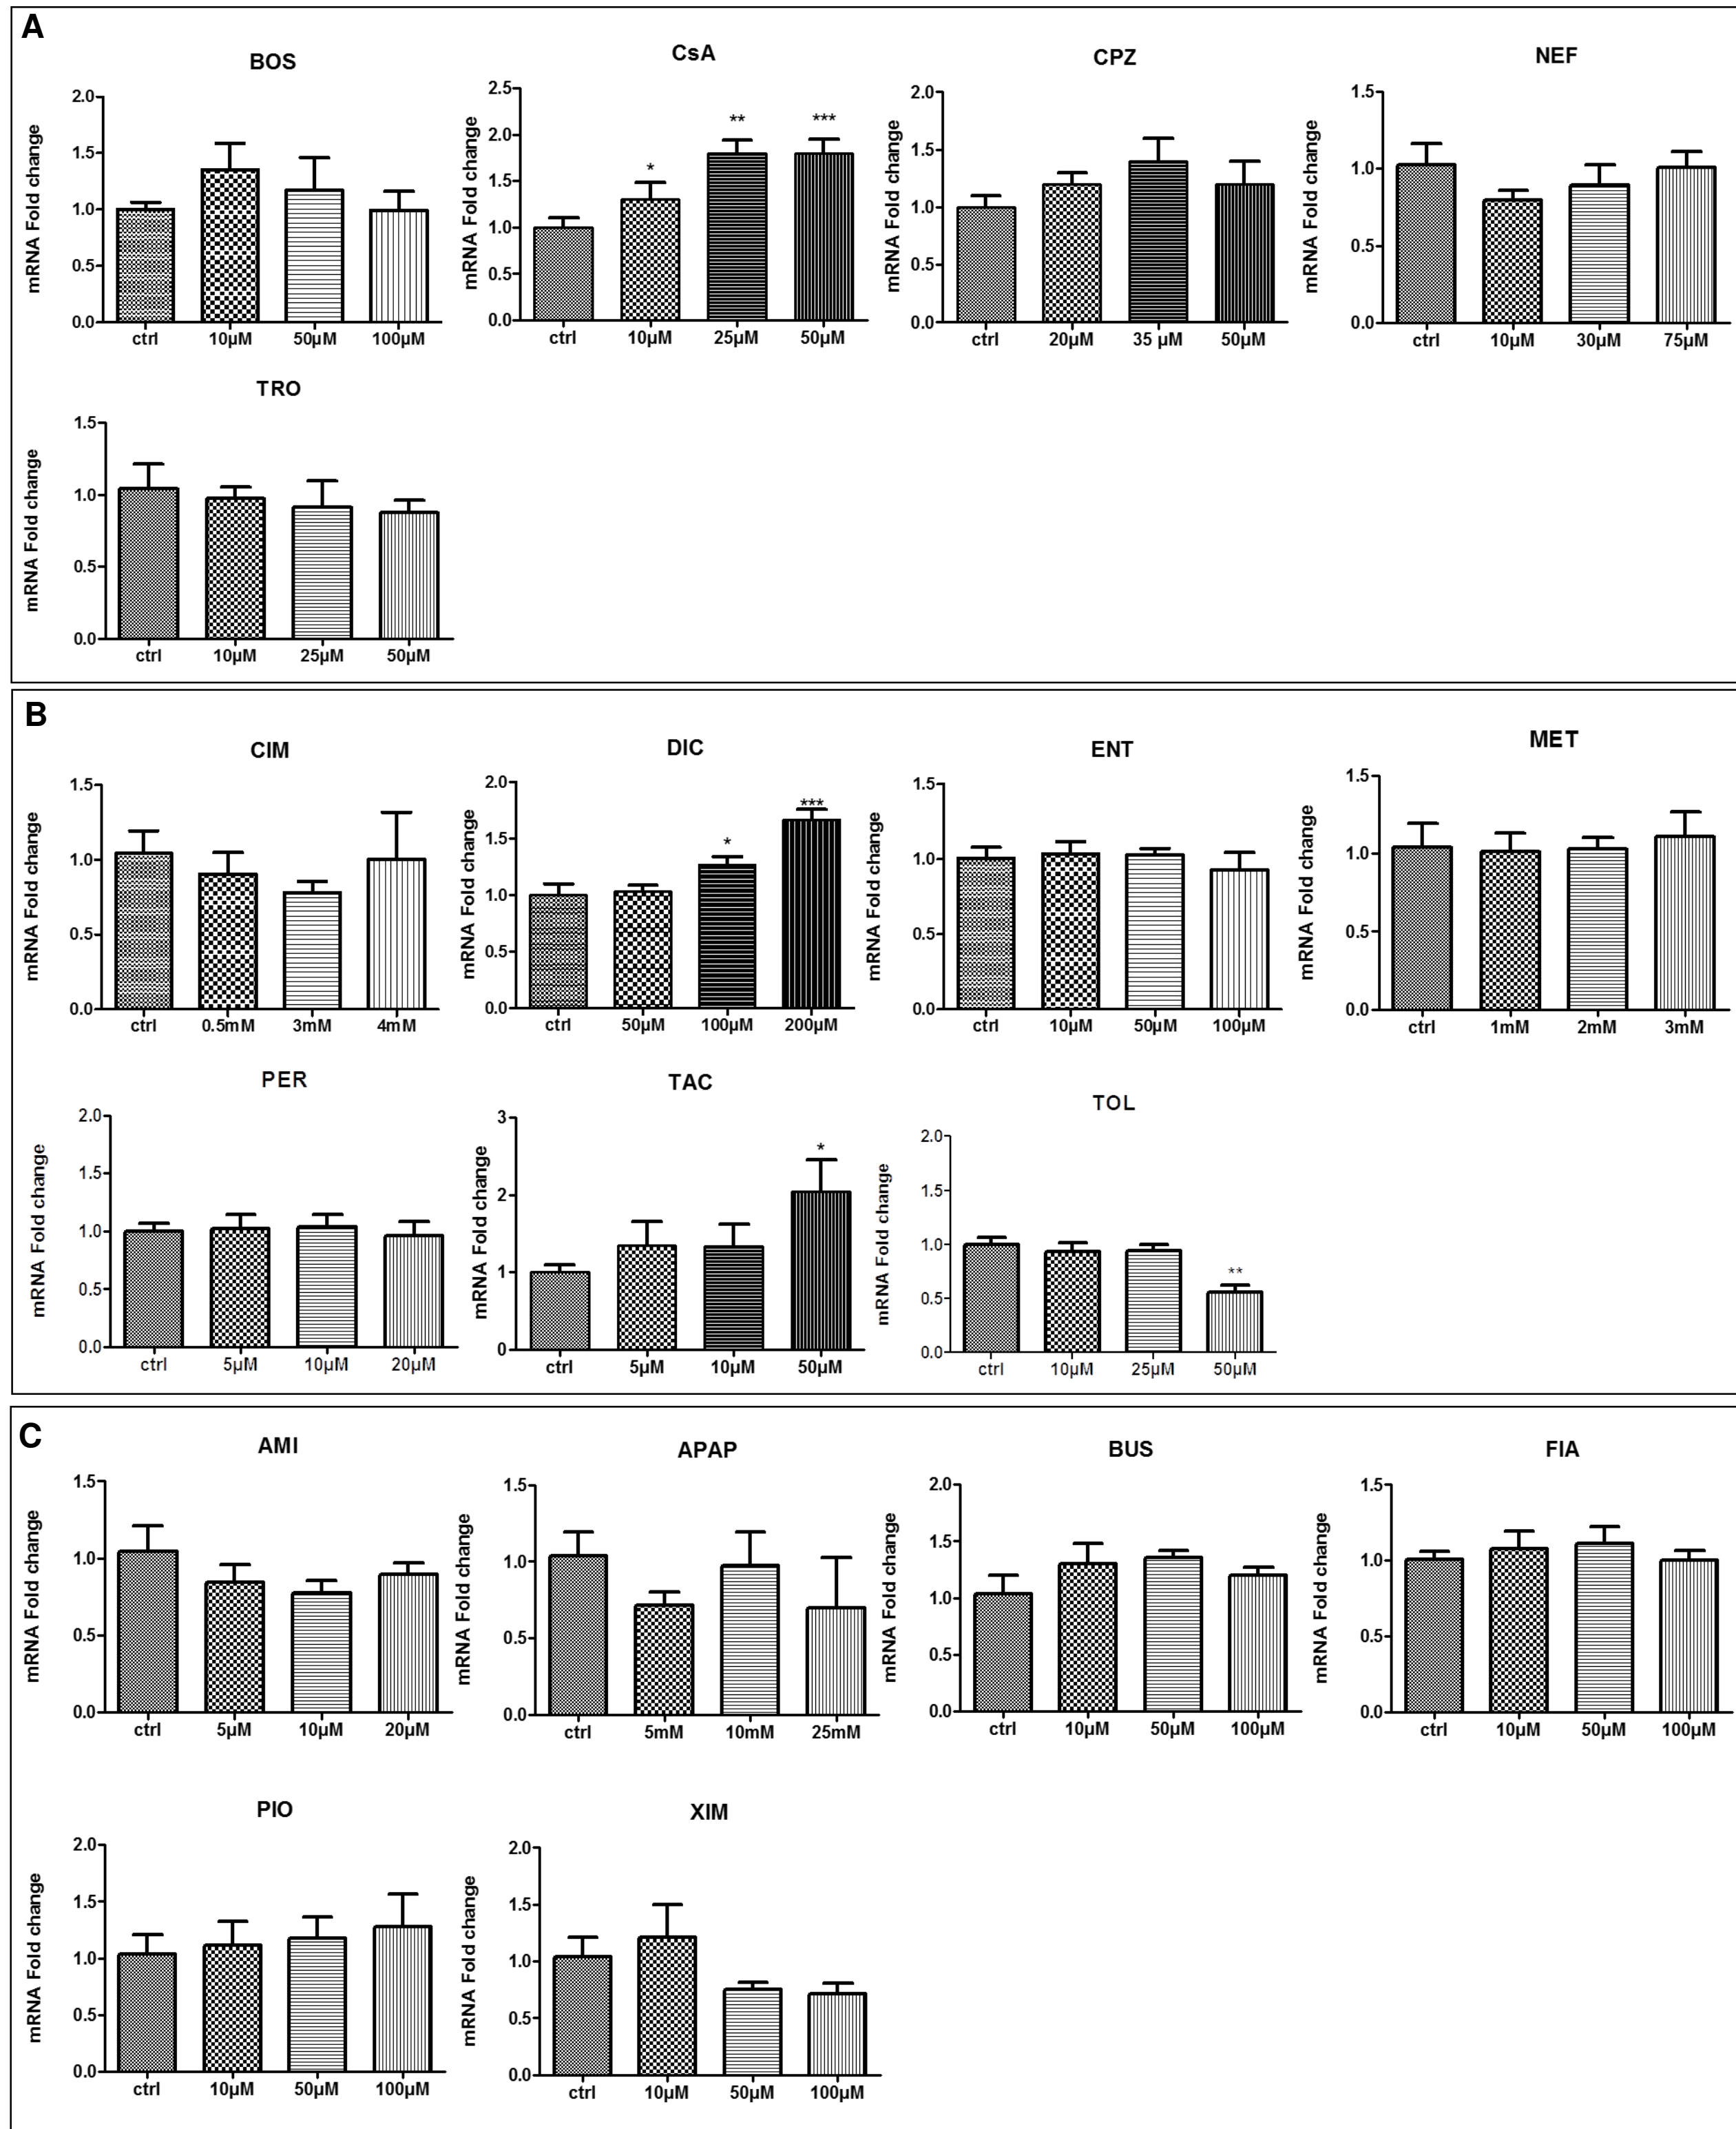 A
BOS
mRNA Fold change
2.0
1.5
1.0
0.5
0.0
ctrl 10µM 50µM 100µM
CsA
mRNA Fold change
2.5
2.0
1.5
1.0
0.5
0.0
* ** ***
ctrl 10µM 25µM 50µM
CPZ
mRNA Fold change
2.0
1.5
1.0
0.5
0.0
ctrl 20µM 35 µM 50µM
NEF
mRNA Fold change
1.5
1.0
0.5
0.0
ctrl 10µM 30µM 75µM
TRO
mRNA Fold change
1.5
1.0
0.5
0.0
ctrl 10µM 25µM 50µM
B
CIM
mRNA Fold change
1.5
1.0
0.5
0.0
ctrl 0.5mM 3mM 4mM
DIC
mRNA Fold change
2.0
1.5
1.0
0.5
0.0
* ***
ctrl 50µM 100µM 200µM
ENT
mRNA Fold change
1.5
1.0
0.5
0.0
ctrl 10µM 50µM 100µM
MET
mRNA Fold change
1.5
1.0
0.5
0.0
ctrl 1mM 2mM 3mM
PER
mRNA Fold change
2.0
1.5
1.0
0.5
0.0
ctrl 5µM 10µM 20µM
TAC
mRNA Fold change
3
2
1
0
*
ctrl 5µM 10µM 50µM
TOL
mRNA Fold change
2.0
1.5
1.0
0.5
0.0
**
ctrl 10µM 25µM 50µM
C
AMI
mRNA Fold change
1.5
1.0
0.5
0.0
ctrl 5µM 10µM 20µM
APAP
mRNA Fold change
1.5
1.0
0.5
0.0
ctrl 5mM 10mM 25mM
BUS
mRNA Fold change
2.0
1.5
1.0
0.5
0.0
ctrl 10µM 50µM 100µM
FIA
mRNA Fold change
1.5
1.0
0.5
0.0
ctrl 10µM 50µM 100µM
PIO
mRNA Fold change
2.0
1.5
1.0
0.5
0.0
ctrl 10µM 50µM 100µM
XIM
mRNA Fold change
2.0
1.5
1.0
0.5
0.0
ctrl 10µM 50µM 100µM